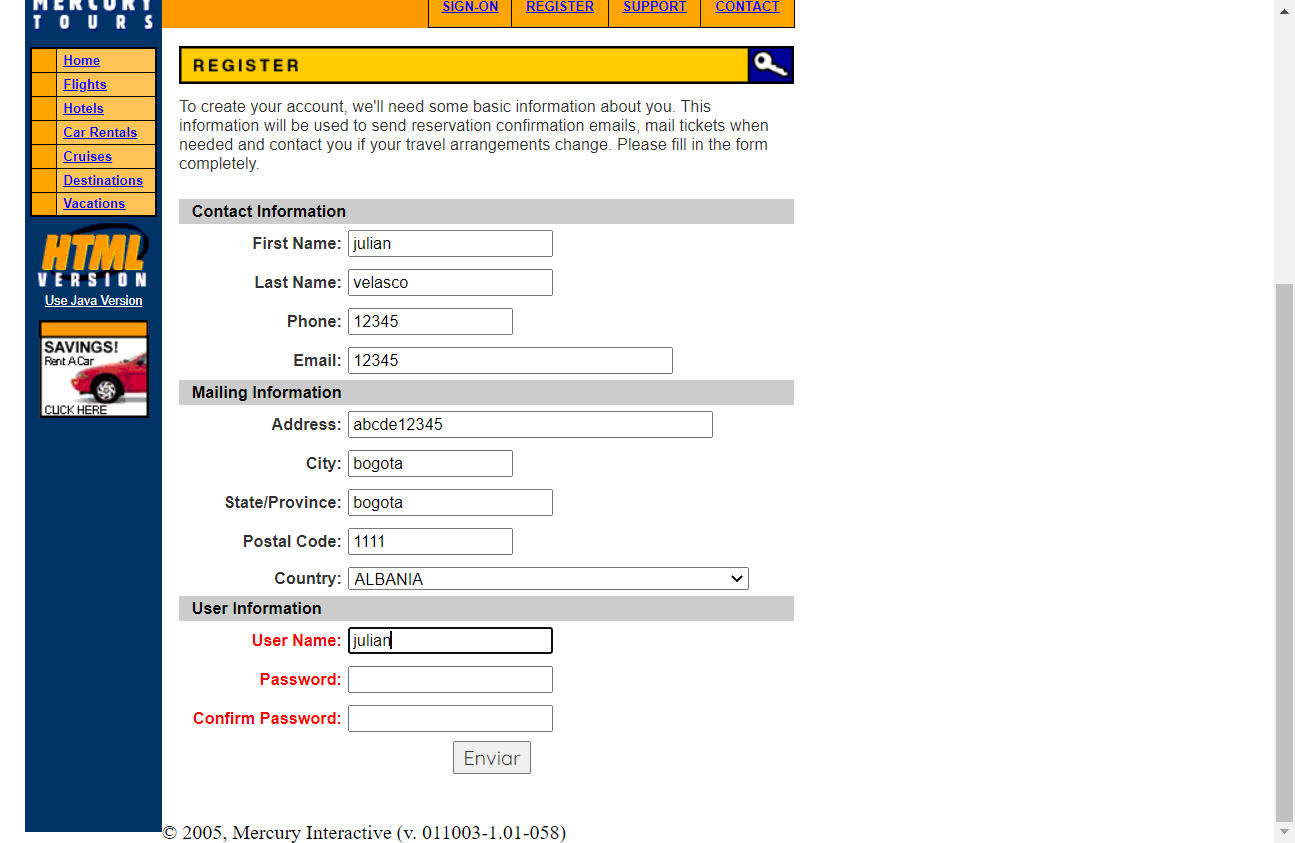 MERCURY
TOURS
SIGN-ON REGISTER SUPPORT CONTACT
Home
Flights
Hotels
Car Rentals
Cruises
Destinations
Vacations
HTML
VERSION
Use Java Version
SAVINGS!
Rent A Car
CLICK HERE
REGISTER
To create your account, we'll need some basic information about you. This
information will be used to send reservation confirmation emails, mail tickets when
needed and contact you if your travel arrangements change. Please fill in the form
completely.
Contact Information
First Name: julian
Last Name: velasco
Phone: 12345
Email: 12345
Mailing Information
Address: abcde12345
City: bogota
State/Province: bogota
Postal Code: 1111
Country: ALBANIA
User Information
User Name: julian
Password:
Confirm Password:
Enviar
© 2005, Mercury Interactive (v. 011003-1.01-058)